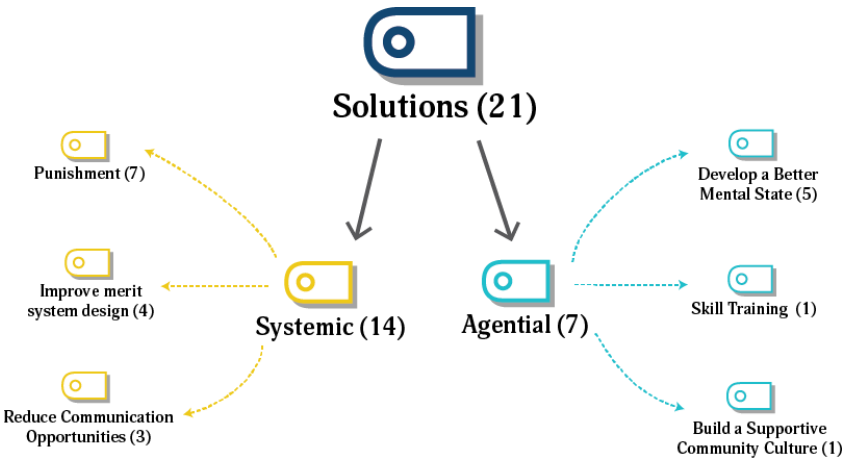 Solutions (21)
Punishment (7)
Improve merit
system design (4)
Reduce Communication
Opportunities (3)
Systemic (14)
Agential (7)
Develop a Better
Mental State (5)
Skill Training (1)
Build a Supportive
Community Culture (1)